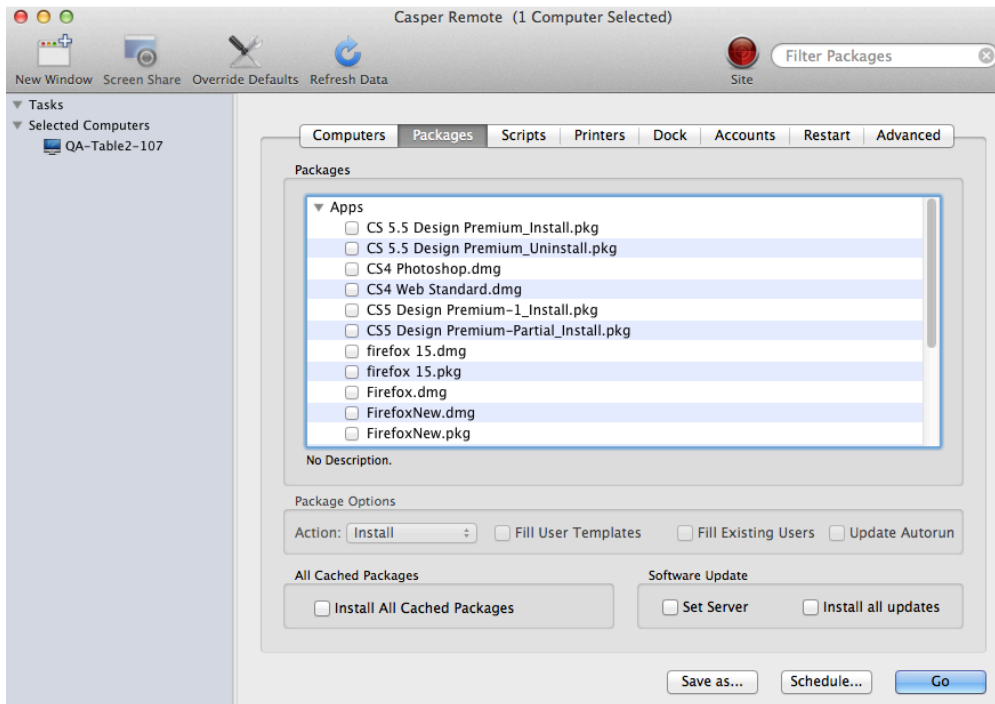 Casper Remote (1 Computer Selected)
New Window Screen Share Override Defaults Refresh Data Site Filter Packages
Tasks
Selected Computers
QA-Table2-107
Computers Packages Scripts Printers Dock Accounts Restart Advanced
Packages
Apps
CS 5.5 Design Premium_Install.pkg
CS 5.5 Design Premium_Uninstall.pkg
CS4 Photoshop.dmg
CS4 Web Standard.dmg
CS5 Design Premium-1_Install.pkg
CS5 Design Premium-Partial_Install.pkg
firefox 15.dmg
firefox 15.pkg
Firefox.dmg
FirefoxNew.dmg
FirefoxNew.pkg
No Description.
Package Options
Action: Install Fill User Templates Fill Existing Users Update Autorun
All Cached Packages Software Update
Install All Cached Packages Set Server Install all updates
Save as... Schedule... Go